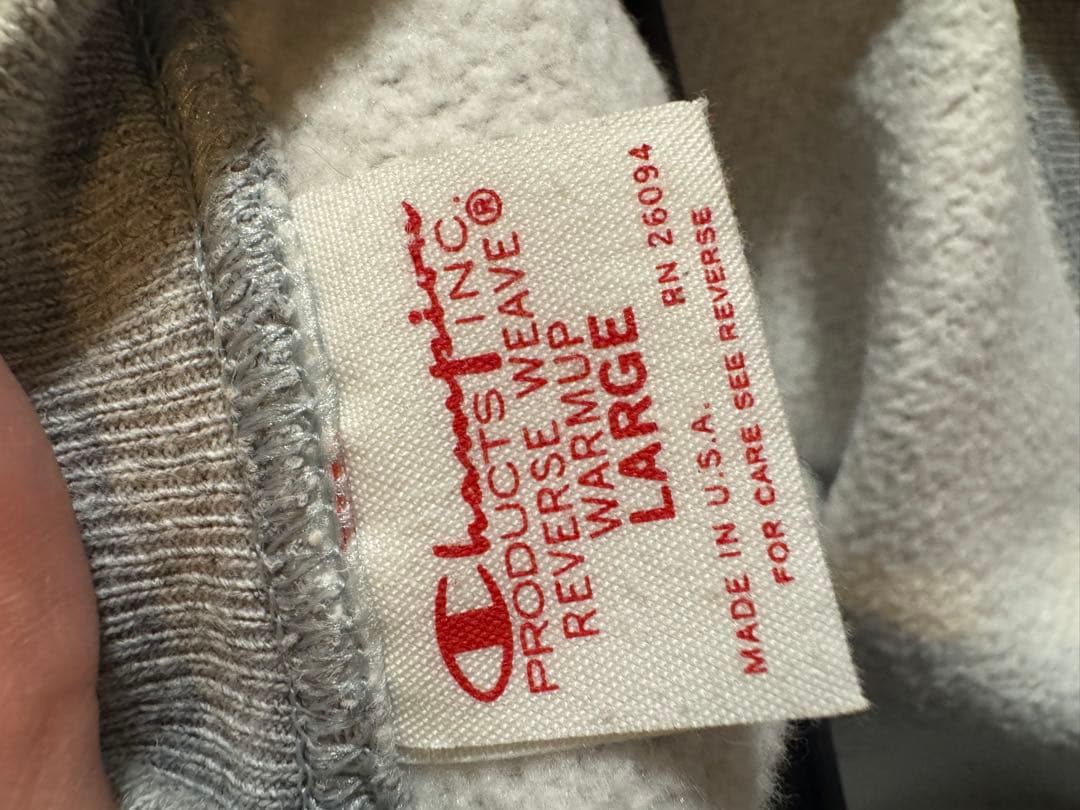 Champion
PRODUCTS INC.
REVERSE WEAVE®
WARMUP
LARGE
RN 26094
MADE IN U.S.A.
FOR CARE SEE REVERSE